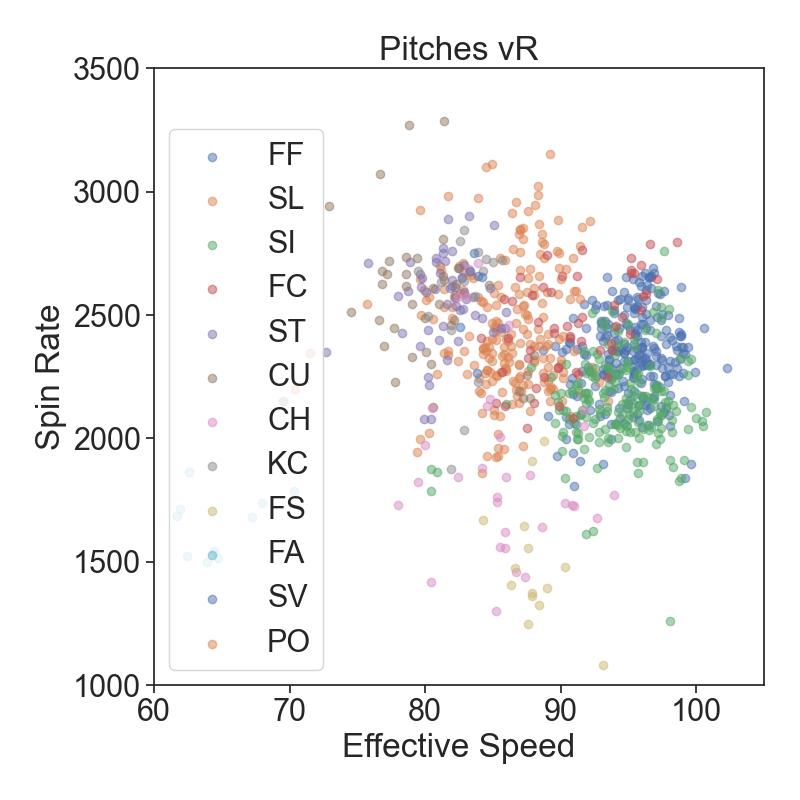 Pitches vR
3500
3000
2500
2000
1500
1000
Spin Rate
FF
SL
SI
FC
ST
CU
CH
KC
FS
FA
SV
PO
60 70 80 90 100
Effective Speed